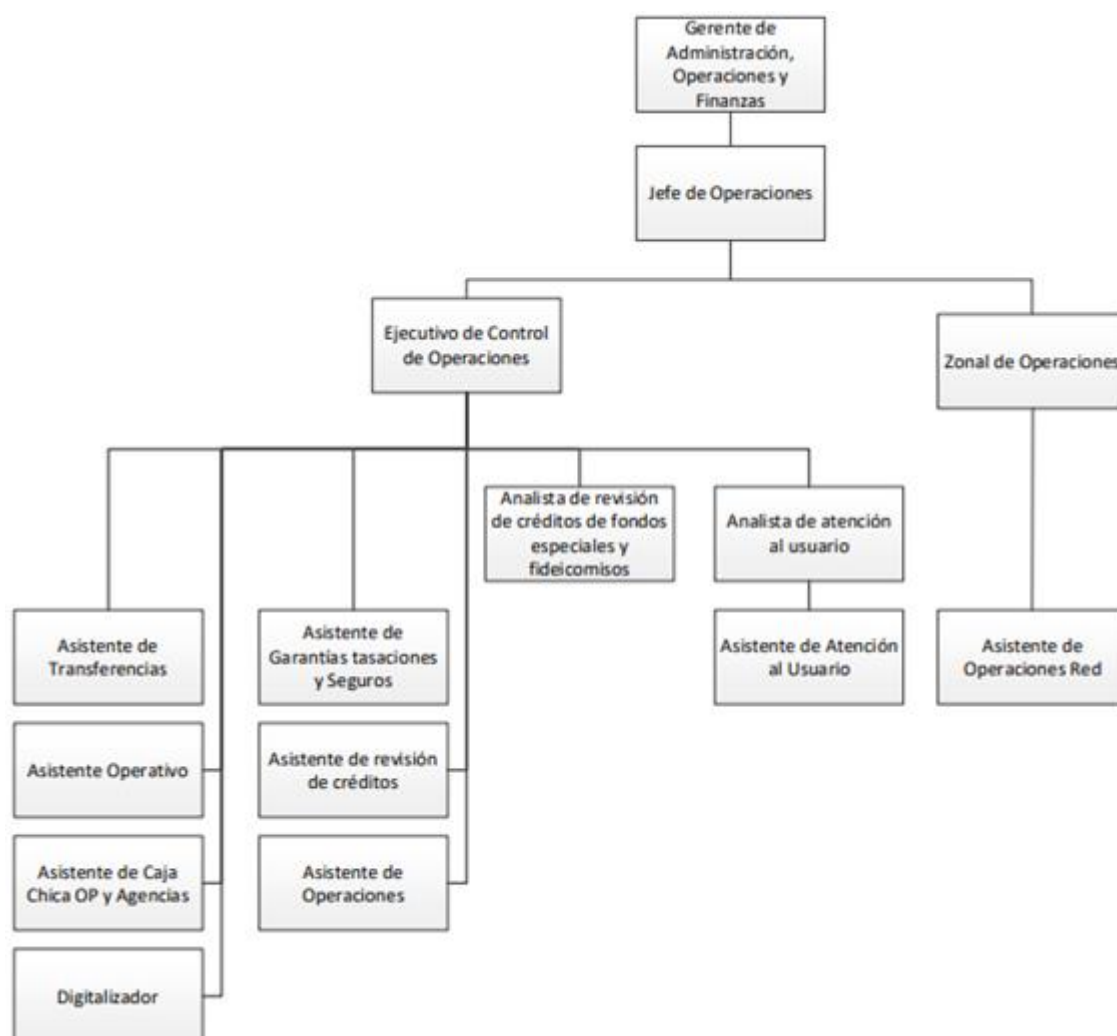 Gerente de
Administración,
Operaciones y
Finanzas
Jefe de Operaciones
Ejecutivo de Control
de Operaciones
Zonal de Operaciones
Analista de revisión
de créditos de fondos
especiales y
fideicomisos
Analista de atención
al usuario
Asistente de
Transferencias
Asistente de
Garantías tasaciones
y Seguros
Asistente de Atención
al Usuario
Asistente de
Operaciones Red
Asistente Operativo
Asistente de revisión
de créditos
Asistente de Caja
Chica OP y Agencias
Asistente de
Operaciones
Digitalizador